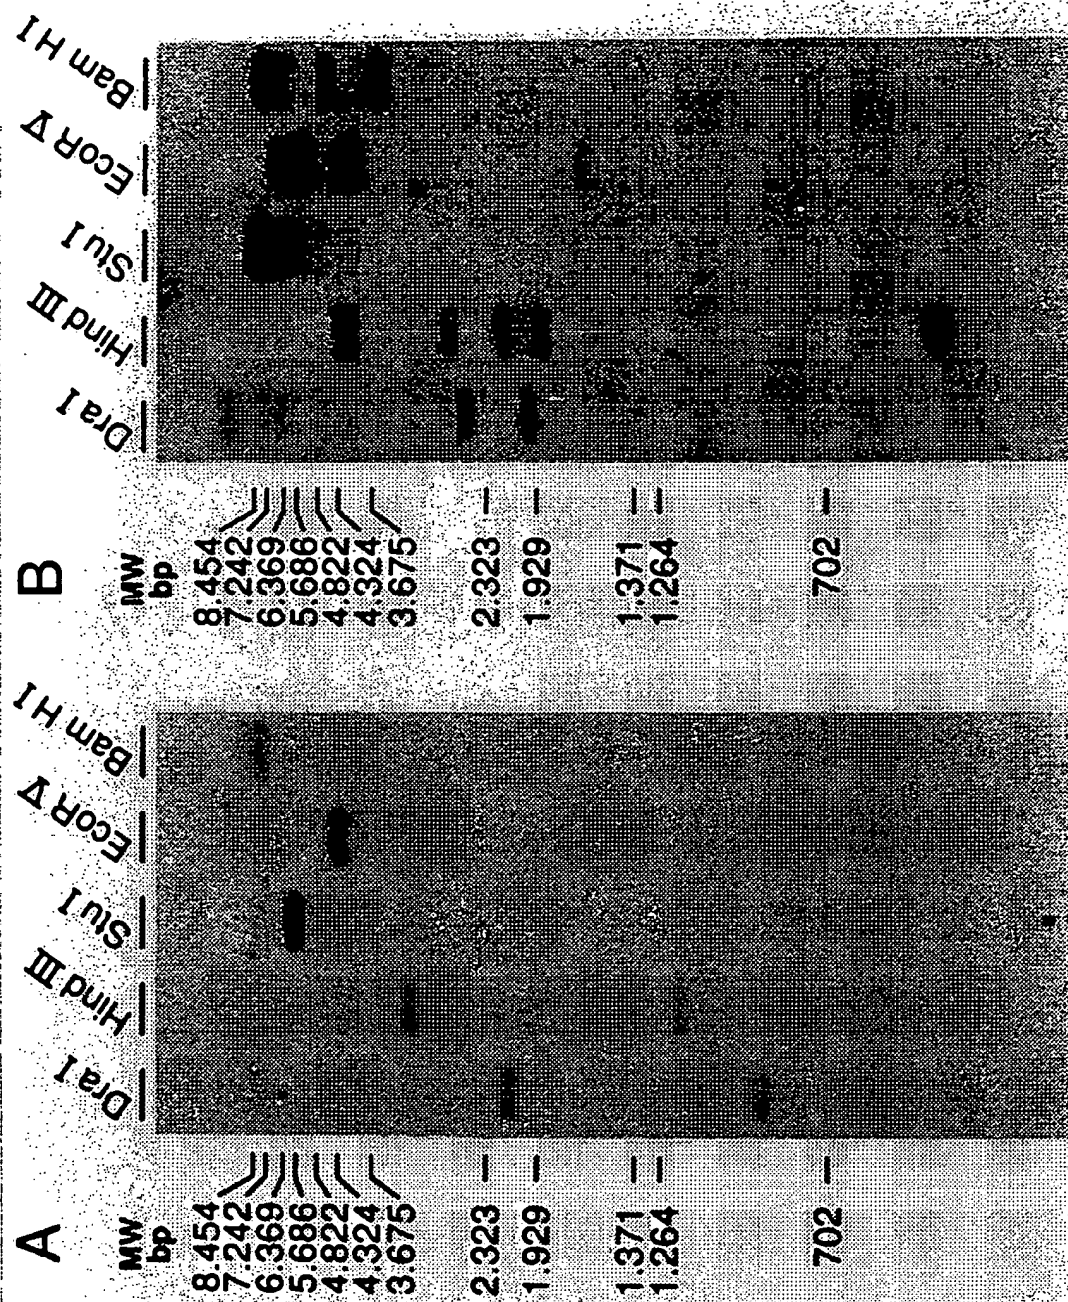 A
MW
bp
Dra I
Hind III
Stu I
EcoR V
Bam H I
8.454
7.242
6.369
5.686
4.822
4.324
3.675
2.323
1.929
1.371
1.264
702
B
MW
bp
Dra I
Hind III
Stu I
EcoR V
Bam H I
8.454
7.242
6.369
5.686
4.822
4.324
3.675
2.323
1.929
1.371
1.264
702